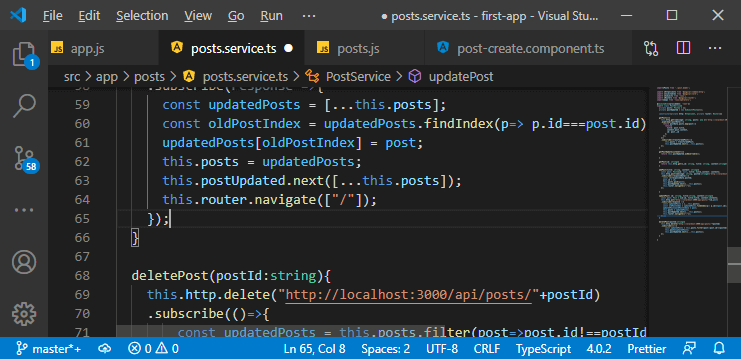 File Edit Selection View Go Run ··· ● posts.service.ts - first-app - Visual Stu...
JS app.js posts.service.ts ● JS posts.js post-create.component.ts ···
src > app > posts > posts.service.ts > PostService > updatePost
58 .subscribe(response =>{
59 const updatedPosts = [...this.posts];
60 const oldPostIndex = updatedPosts.findIndex(p=> p.id===post.id)
61 updatedPosts[oldPostIndex] = post;
62 this.posts = updatedPosts;
63 this.postUpdated.next([...this.posts]);
64 this.router.navigate(["/"]);
65 });
66 }
67
68 deletePost(postId:string){
69 this.http.delete("http://localhost:3000/api/posts/"+postId)
70 .subscribe(()=>{
71 const updatedPosts = this.posts.filter(post=>post.id!==postId
1
58
master*+ 0 0 Ln 65, Col 8 Spaces: 2 UTF-8 CRLF TypeScript 4.0.2 Prettier